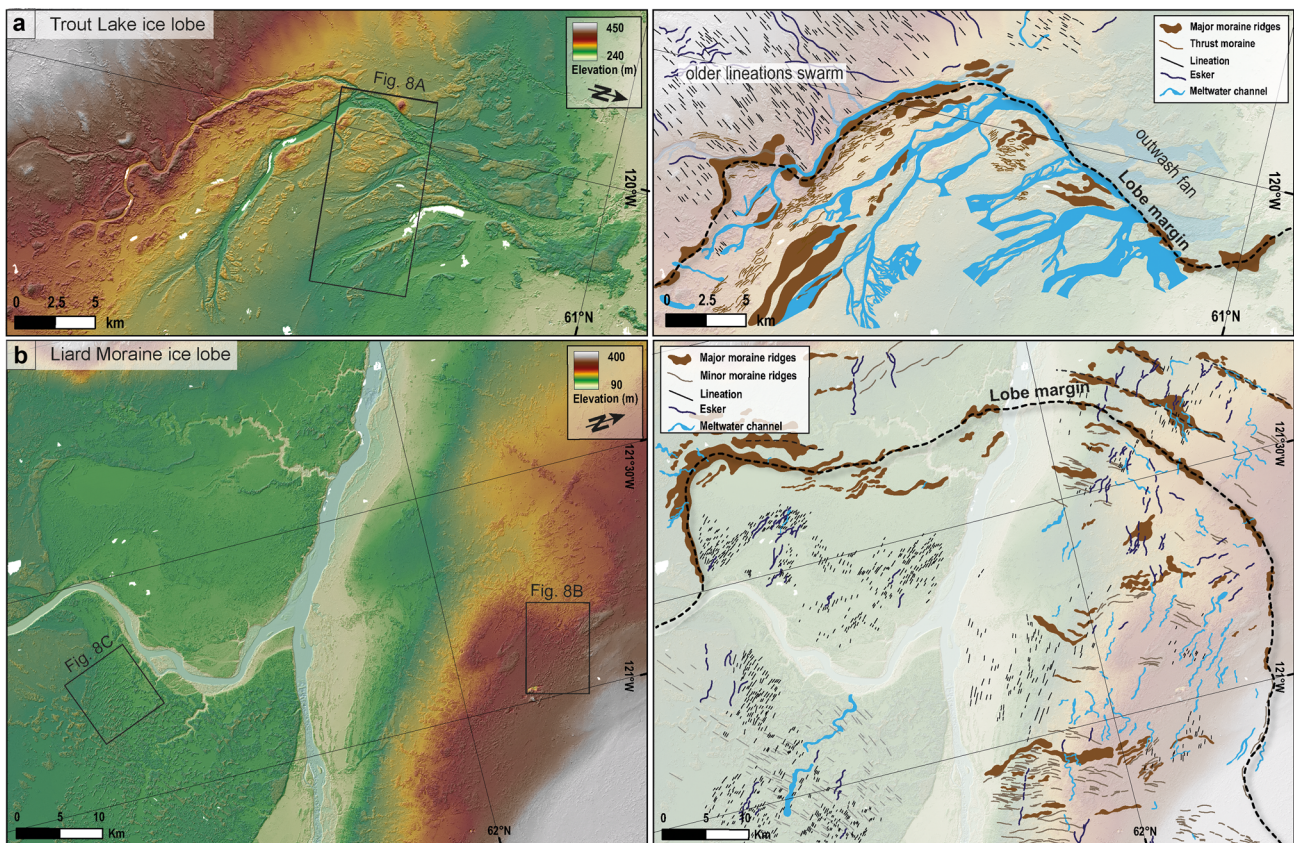 a Trout Lake ice lobe
Fig. 8A
450
240
Elevation (m)
N
120°W
61°N
0 2,5 5
km
older lineations swarm
Major moraine ridges
Thrust moraine
Lineation
Esker
Meltwater channel
outwash fan
Lobe margin
120°W
61°N
0 2.5 5
km
b Liard Moraine ice lobe
400
90
Elevation (m)
N
121°30'W
Fig. 8B
Fig. 8C
121°W
62°N
0 5 10
Km
Major moraine ridges
Minor moraine ridges
Lineation
Esker
Meltwater channel
Lobe margin
121°30'W
121°W
62°N
0 5 10
Km